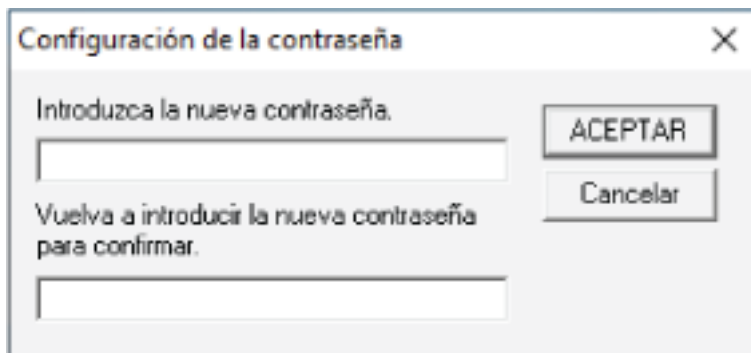 Configuración de la contraseña
Introduzca la nueva contraseña.
ACEPTAR
Cancelar
Vuelva a introducir la nueva contraseña
para confirmar.